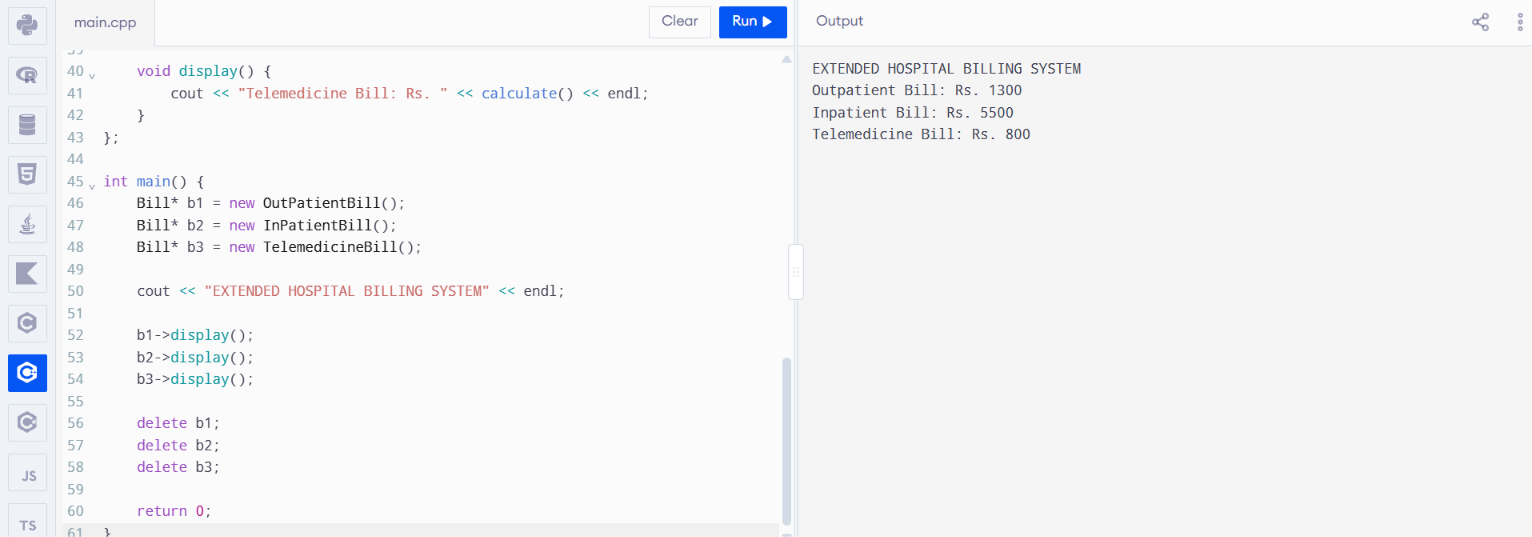 main.cpp
Clear
Run
Output
39
40 void display() {
41 cout << "Telemedicine Bill: Rs. " << calculate() << endl;
42 }
43 };
44
45 int main() {
46 Bill* b1 = new OutPatientBill();
47 Bill* b2 = new InPatientBill();
48 Bill* b3 = new TelemedicineBill();
49
50 cout << "EXTENDED HOSPITAL BILLING SYSTEM" << endl;
51
52 b1->display();
53 b2->display();
54 b3->display();
55
56 delete b1;
57 delete b2;
58 delete b3;
59
60 return 0;
61 }
EXTENDED HOSPITAL BILLING SYSTEM
Outpatient Bill: Rs. 1300
Inpatient Bill: Rs. 5500
Telemedicine Bill: Rs. 800
R
5
C
C
C
JS
TS